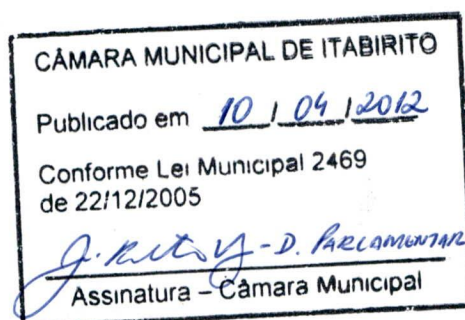 CÂMARA MUNICIPAL DE ITABIRITO
Publicado em 10 / 04 / 2012
Conforme Lei Municipal 2469
de 22/12/2005
- D. PARLAMENTAR
Assinatura – Câmara Municipal